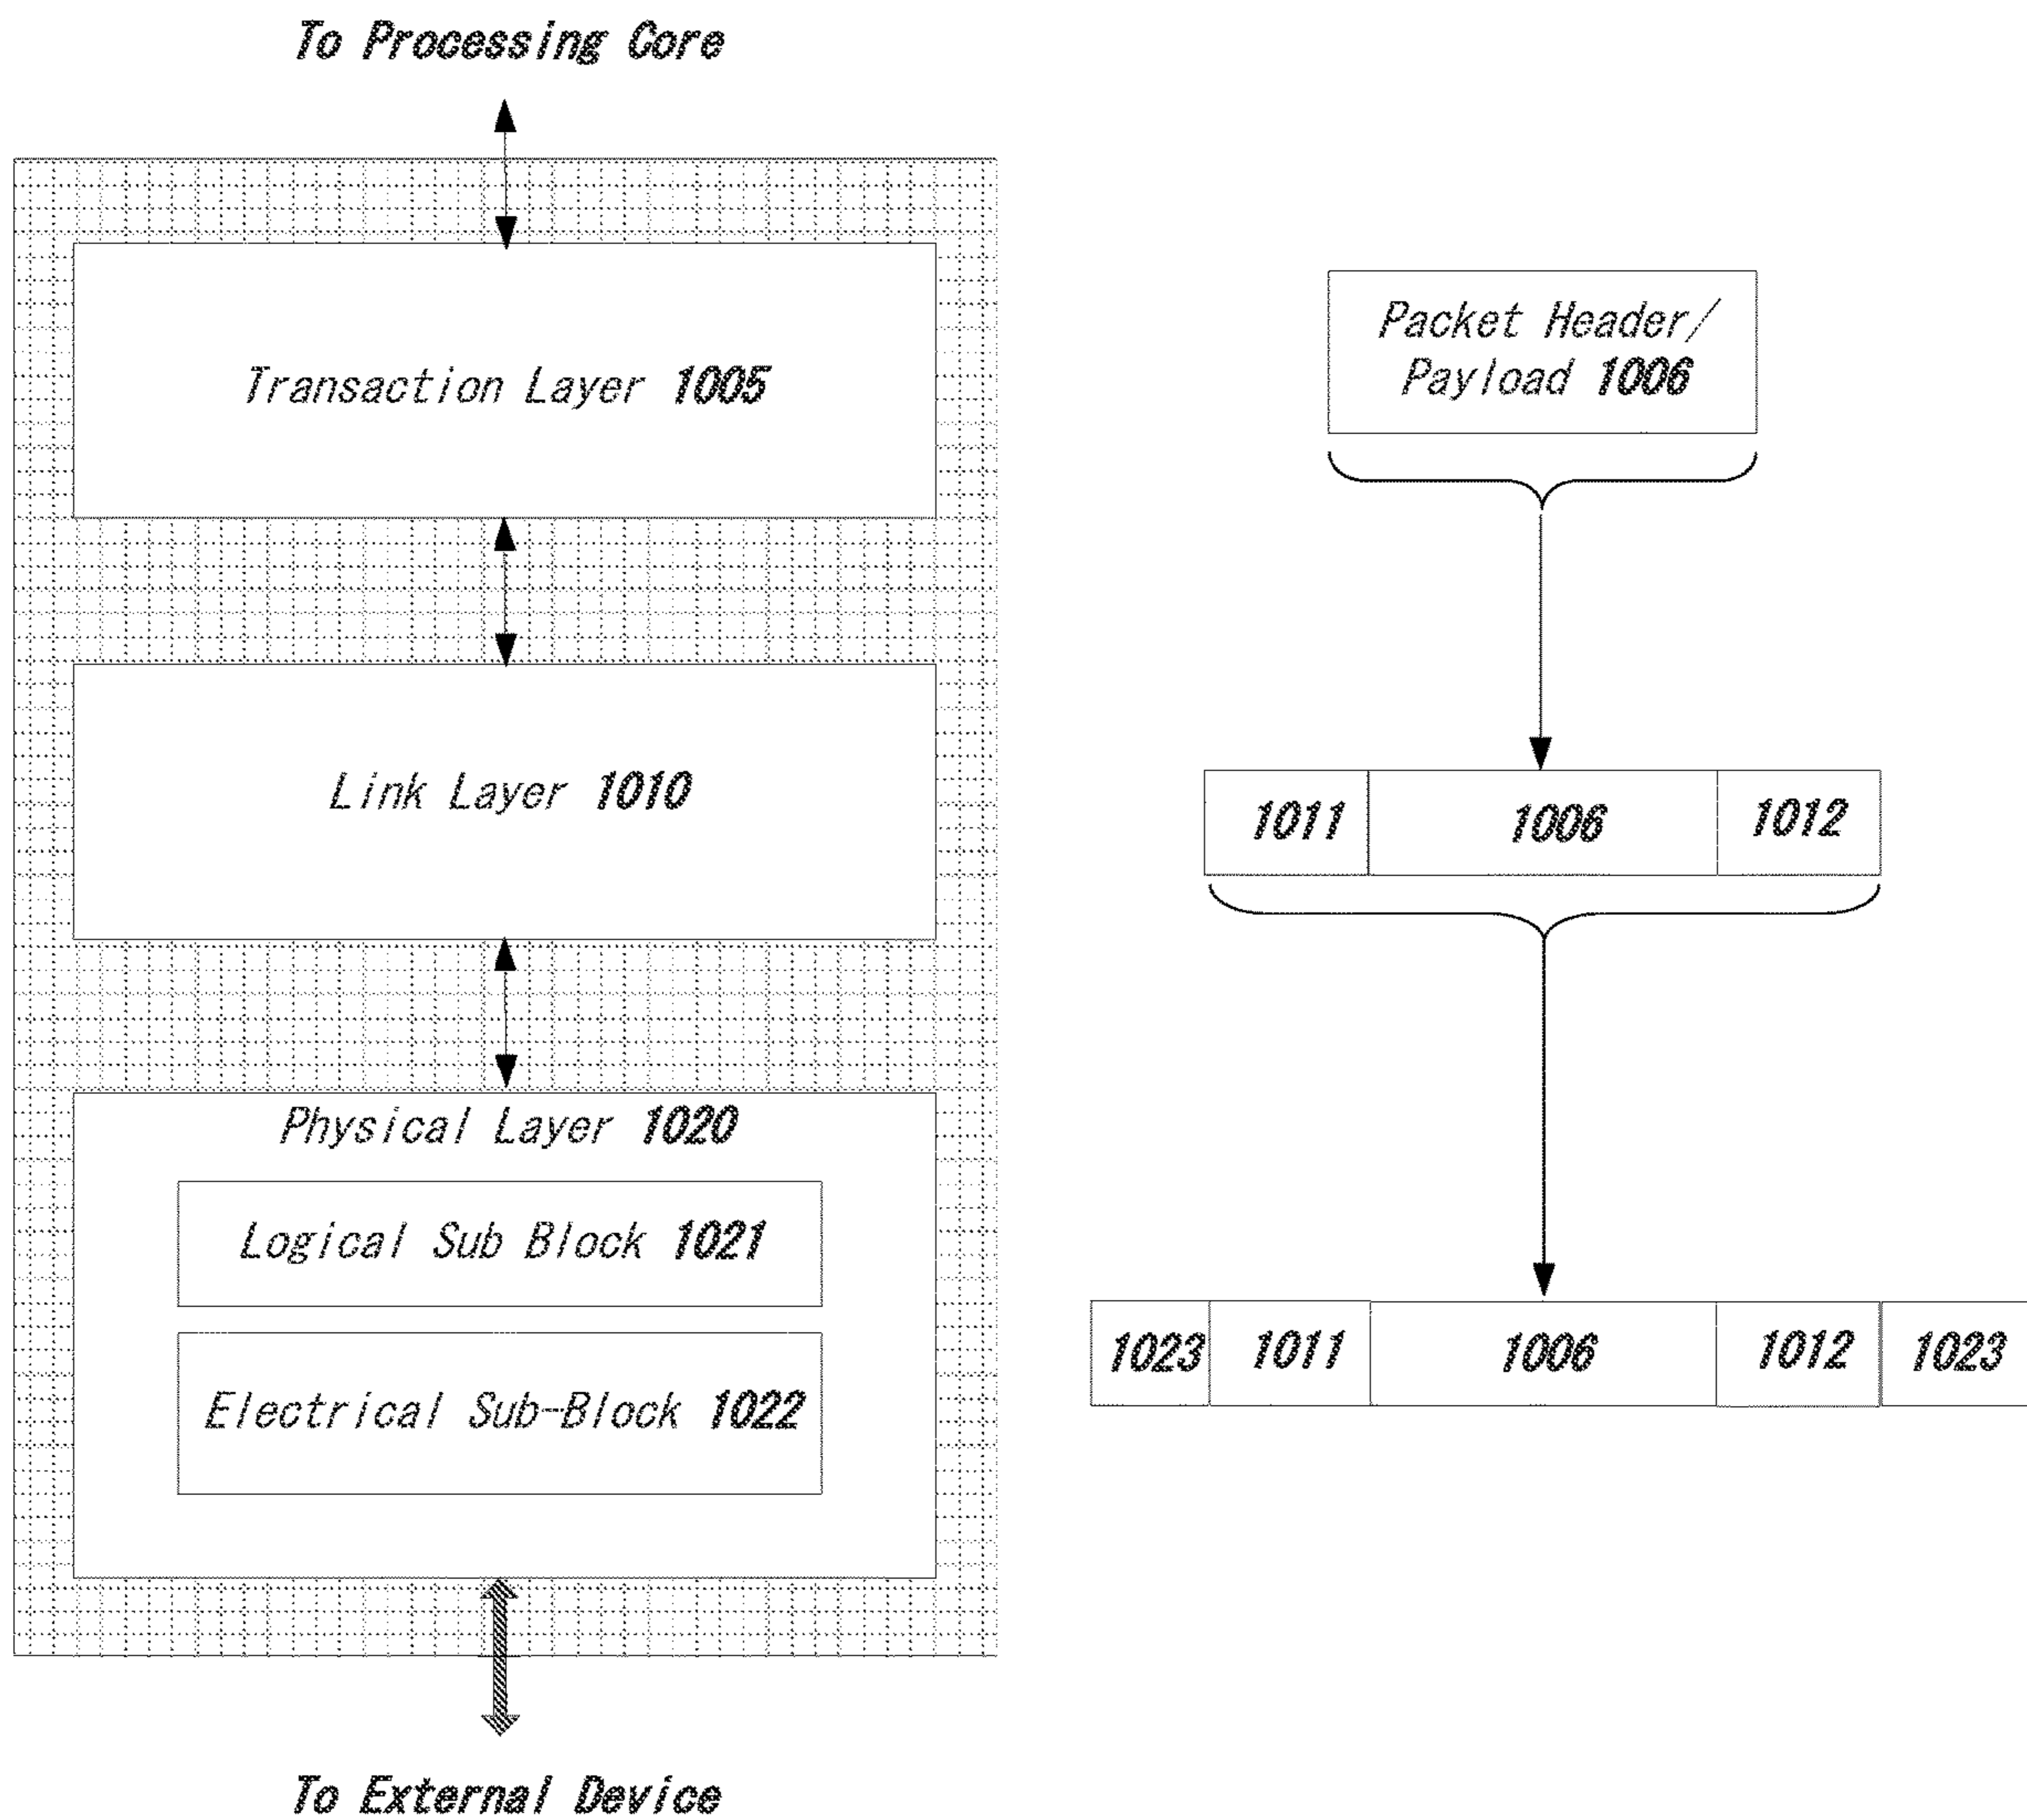 To Processing Core
Transaction Layer 1005
Packet Header/
Payload 1006
Link Layer 1010
1011 1006 1012
Physical Layer 1020
Logical Sub Block 1021
Electrical Sub-Block 1022
1023 1011 1006 1012 1023
To External Device